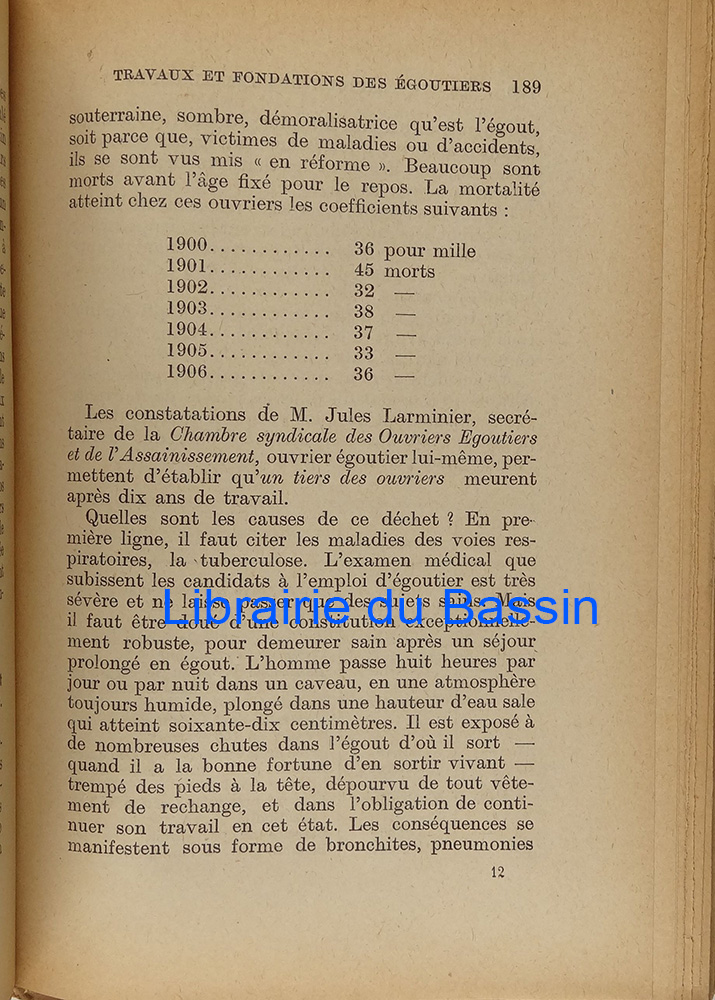 TRAVAUX ET FONDATIONS DES ÉGOUTIERS 189
souterraine, sombre, démoralisatrice qu'est l'égout,
soit parce que, victimes de maladies ou d'accidents,
ils se sont vus mis « en réforme ». Beaucoup sont
morts avant l'âge fixé pour le repos. La mortalité
atteint chez ces ouvriers les coefficients suivants :
1900............ 36 pour mille
1901............ 45 morts
1902............ 32 —
1903............ 38 —
1904............ 37 —
1905............ 33 —
1906............ 36 —
Les constatations de M. Jules Larminier, secré-
taire de la Chambre syndicale des Ouvriers Egoutiers
et de l'Assainissement, ouvrier égoutier lui-même, per-
mettent d'établir qu'un tiers des ouvriers meurent
après dix ans de travail.
Quelles sont les causes de ce déchet ? En pre-
mière ligne, il faut citer les maladies des voies res-
piratoires, la tuberculose. L'examen médical que
subissent les candidats à l'emploi d'égoutier est très
sévère et ne laisse passer que des sujets sains. Mais
il faut être doué d'une constitution exceptionnelle-
Librairie du Bassin
ment robuste, pour demeurer sain après un séjour
prolongé en égout. L'homme passe huit heures par
jour ou par nuit dans un caveau, en une atmosphère
toujours humide, plongé dans une hauteur d'eau sale
qui atteint soixante-dix centimètres. Il est exposé à
de nombreuses chutes dans l'égout d'où il sort —
quand il a la bonne fortune d'en sortir vivant —
trempé des pieds à la tête, dépourvu de tout vête-
ment de rechange, et dans l'obligation de conti-
nuer son travail en cet état. Les conséquences se
manifestent sous forme de bronchites, pneumonies
12